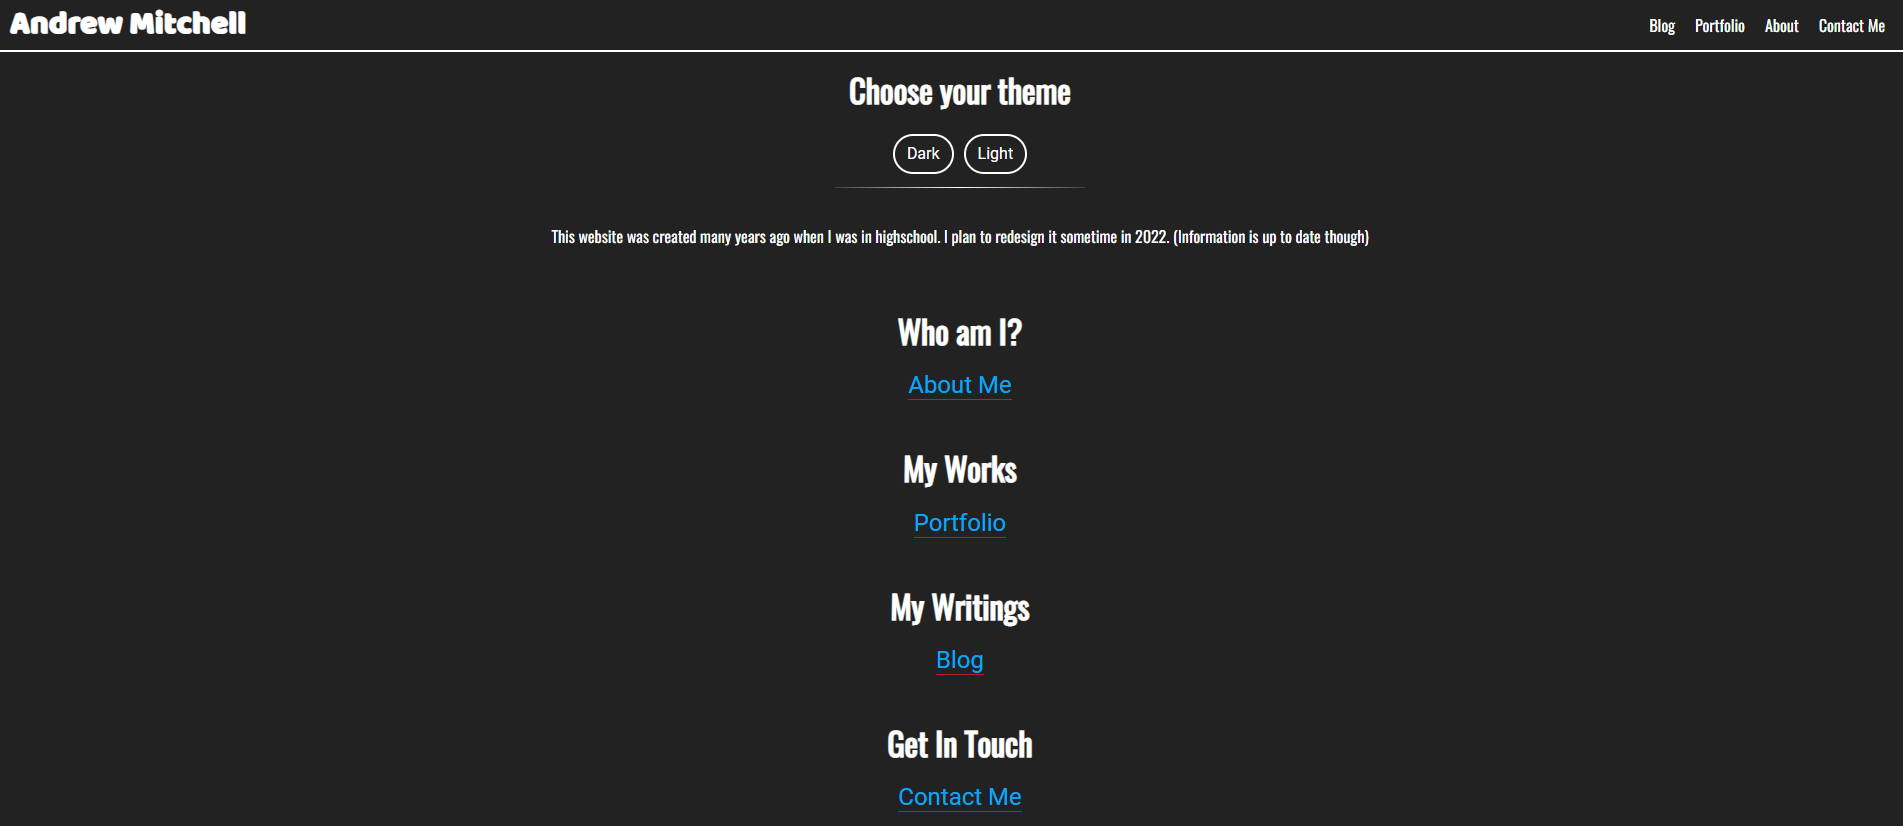 Andrew Mitchell
Blog Portfolio About Contact Me
Choose your theme
Dark Light
This website was created many years ago when I was in highschool. I plan to redesign it sometime in 2022. (Information is up to date though)
Who am I?
About Me
My Works
Portfolio
My Writings
Blog
Get In Touch
Contact Me